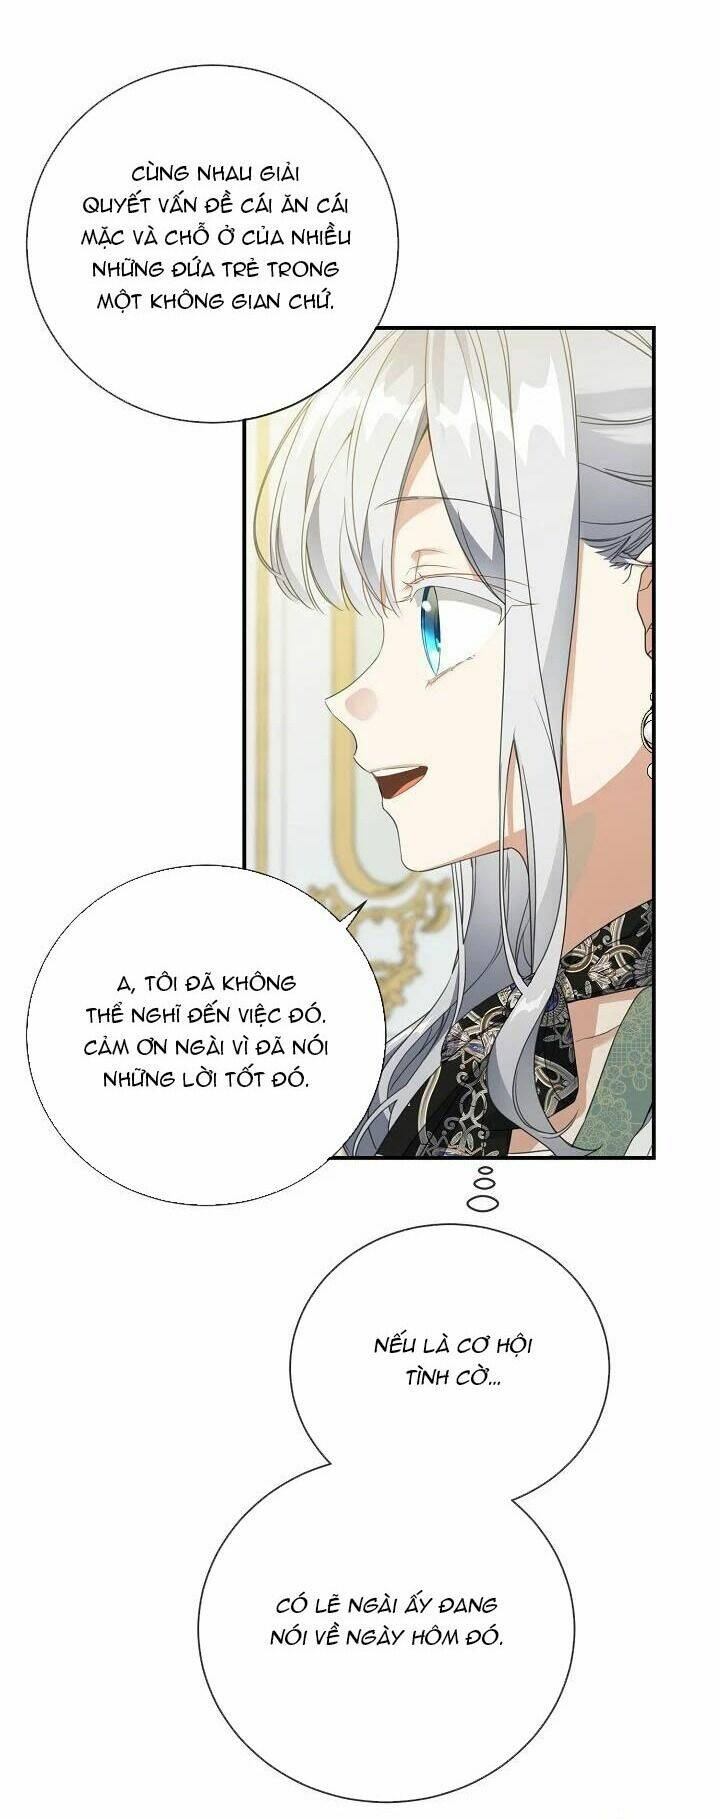 CÙNG NHAU GIẢI
QUYẾT VẤN ĐỀ CÁI ĂN CÁI
MẶC VÀ CHỖ Ở CỦA NHIỀU
NHỮNG ĐỨA TRẺ TRONG
MỘT KHÔNG GIAN CHỨ.
A, TÔI ĐÃ KHÔNG
THỂ NGHĨ ĐẾN VIỆC ĐÓ.
CẢM ƠN NGÀI VÌ ĐÃ NÓI
NHỮNG LỜI TỐT ĐÓ.
NẾU LÀ CƠ HỘI
TÌNH CỜ...
CÓ LẼ NGÀI ẤY ĐANG
NÓI VỀ NGÀY HÔM ĐÓ.